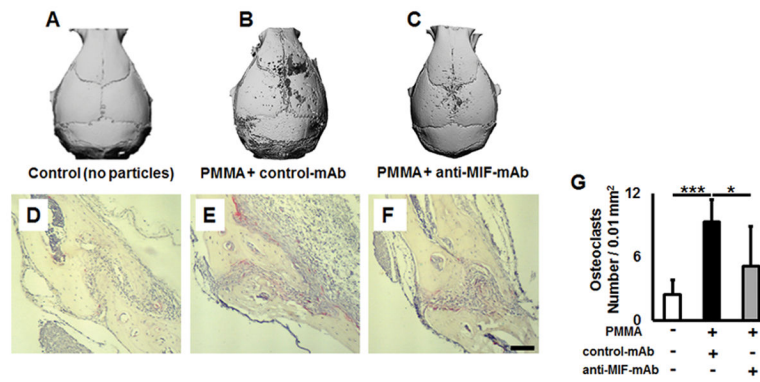 A
B
C
Control (no particles)
PMMA + control-mAb
PMMA + anti-MIF-mAb
D
E
F
G
Osteoclasts
Number / 0.01 mm²
12
6
0
*** *
PMMA - + +
control-mAb - + -
anti-MIF-mAb - - +